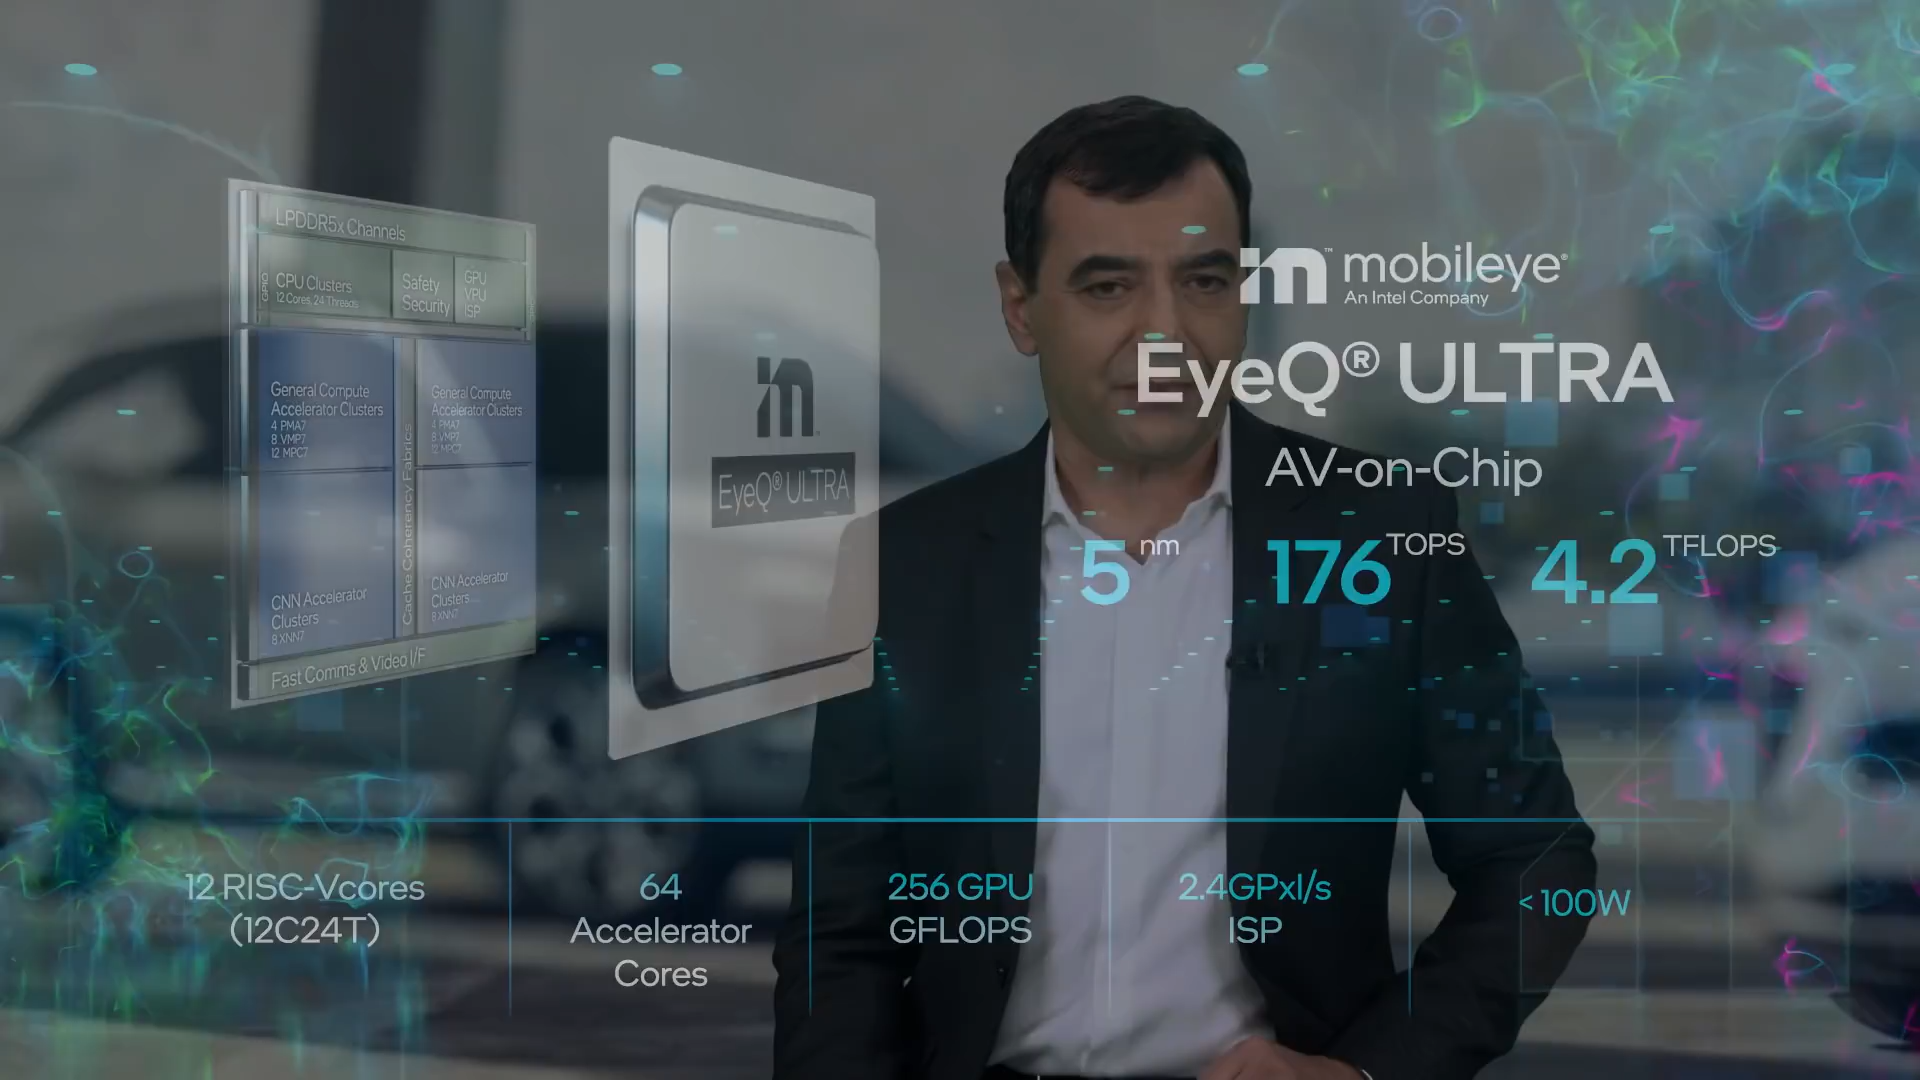 LPDDR5x Channels
GPIO
CPU Clusters
12 Cores, 24 Threads
Safety
Security
GPU
VPU
ISP
General Compute
Accelerator Clusters
4 PMA7
8 VMP7
12 MPC7
Cache Coherency Fabrics
General Compute
Accelerator Clusters
4 PMA7
8 VMP7
12 MPC7
CNN Accelerator
Clusters
8 XNN7
CNN Accelerator
Clusters
8 XNN7
Fast Comms & Video I/F
m™
EyeQ® ULTRA
m™ mobileye®
An Intel Company
EyeQ® ULTRA
AV-on-Chip
5 nm 176 TOPS 4.2 TFLOPS
12 RISC-Vcores
(12C24T)
64
Accelerator
Cores
256 GPU
GFLOPS
2.4GPxl/s
ISP
< 100W